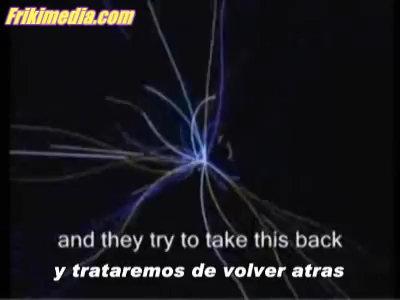 Frikimedia.com
and they try to take this back
y trataremos de volver atras